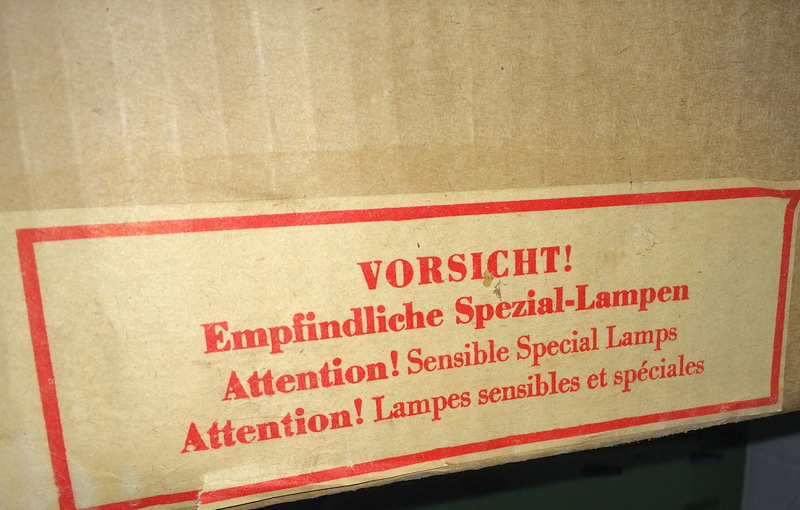 VORSICHT!
Empfindliche Spezial-Lampen
Attention! Sensible Special Lamps
Attention! Lampes sensibles et spéciales